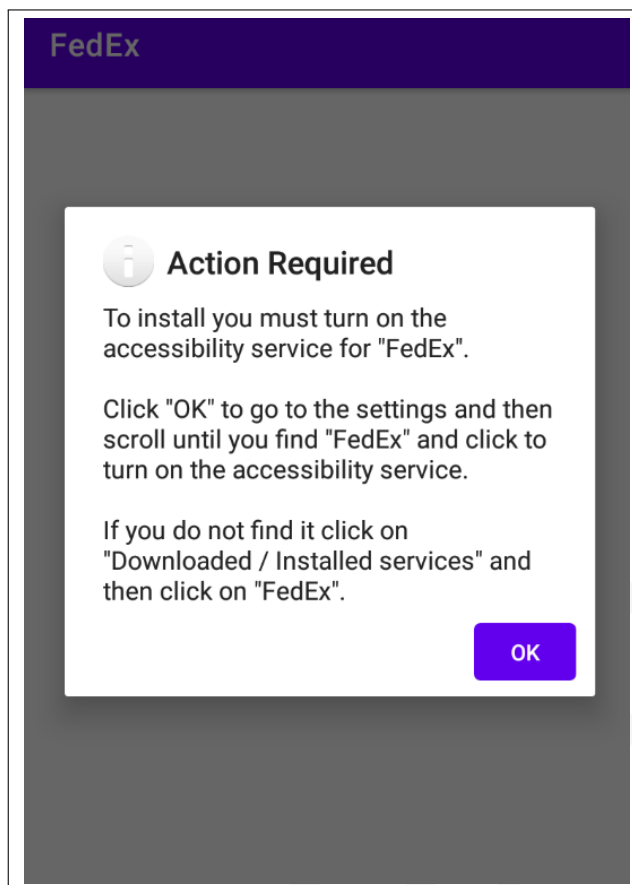 FedEx
Action Required
To install you must turn on the
accessibility service for "FedEx".
Click "OK" to go to the settings and then
scroll until you find "FedEx" and click to
turn on the accessibility service.
If you do not find it click on
"Downloaded / Installed services" and
then click on "FedEx".
OK